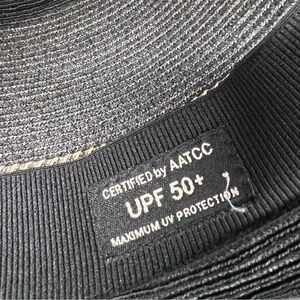 CERTIFIED by AATCC
UPF 50+
MAXIMUM UV PROTECTION